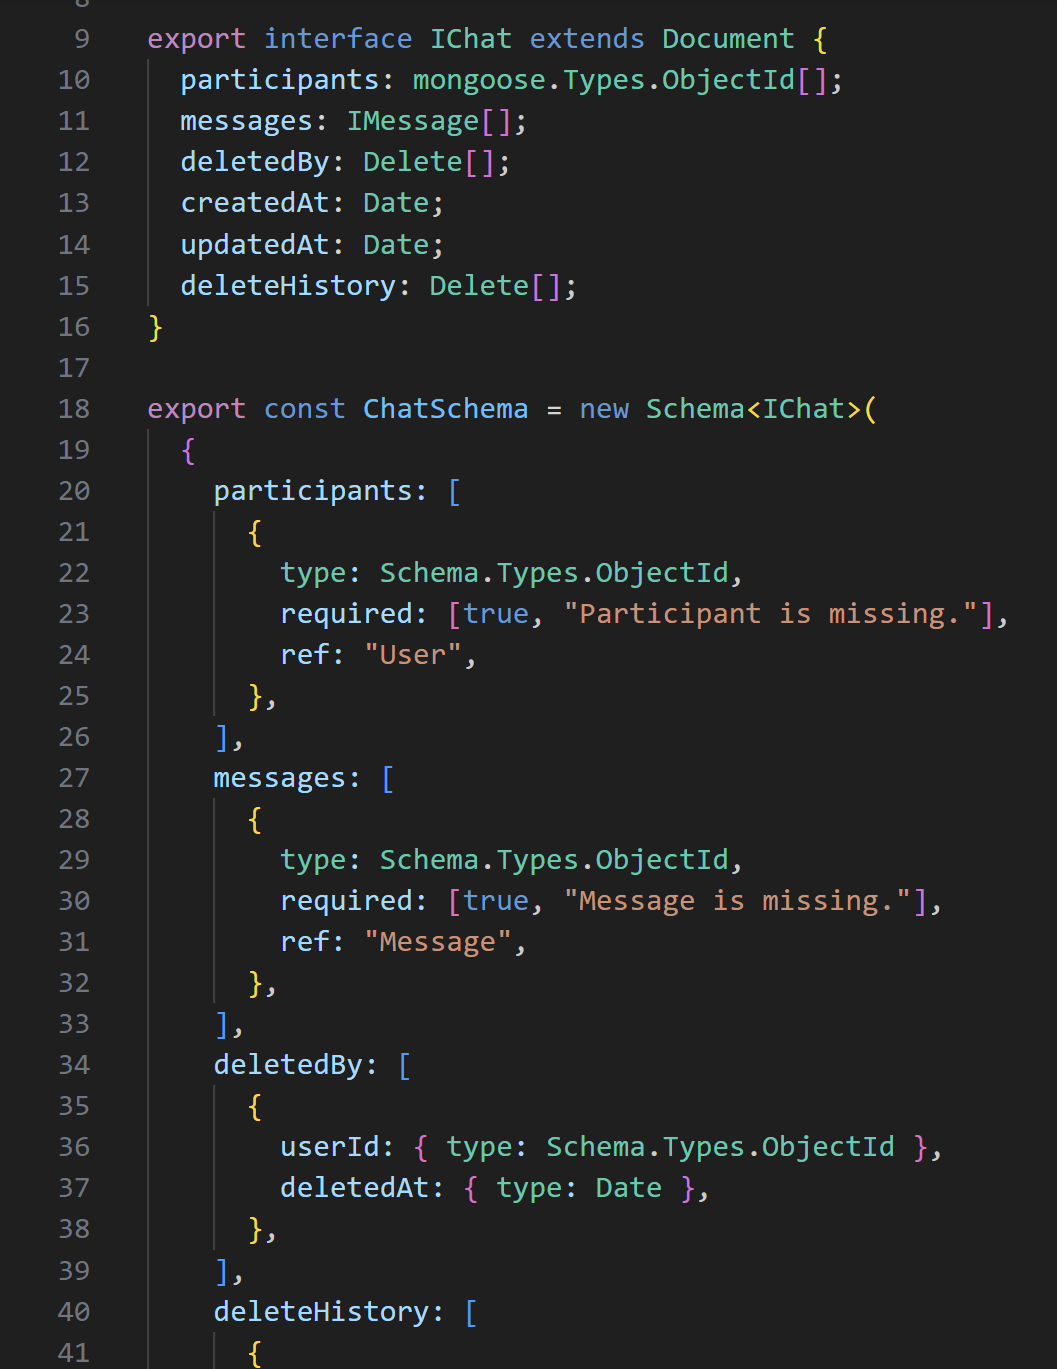 9 export interface IChat extends Document {
10 participants: mongoose.Types.ObjectId[];
11 messages: IMessage[];
12 deletedBy: Delete[];
13 createdAt: Date;
14 updatedAt: Date;
15 deleteHistory: Delete[];
16 }
17
18 export const ChatSchema = new Schema<IChat>(
19 {
20 participants: [
21 {
22 type: Schema.Types.ObjectId,
23 required: [true, "Participant is missing."],
24 ref: "User",
25 },
26 ],
27 messages: [
28 {
29 type: Schema.Types.ObjectId,
30 required: [true, "Message is missing."],
31 ref: "Message",
32 },
33 ],
34 deletedBy: [
35 {
36 userId: { type: Schema.Types.ObjectId },
37 deletedAt: { type: Date },
38 },
39 ],
40 deleteHistory: [
41 {